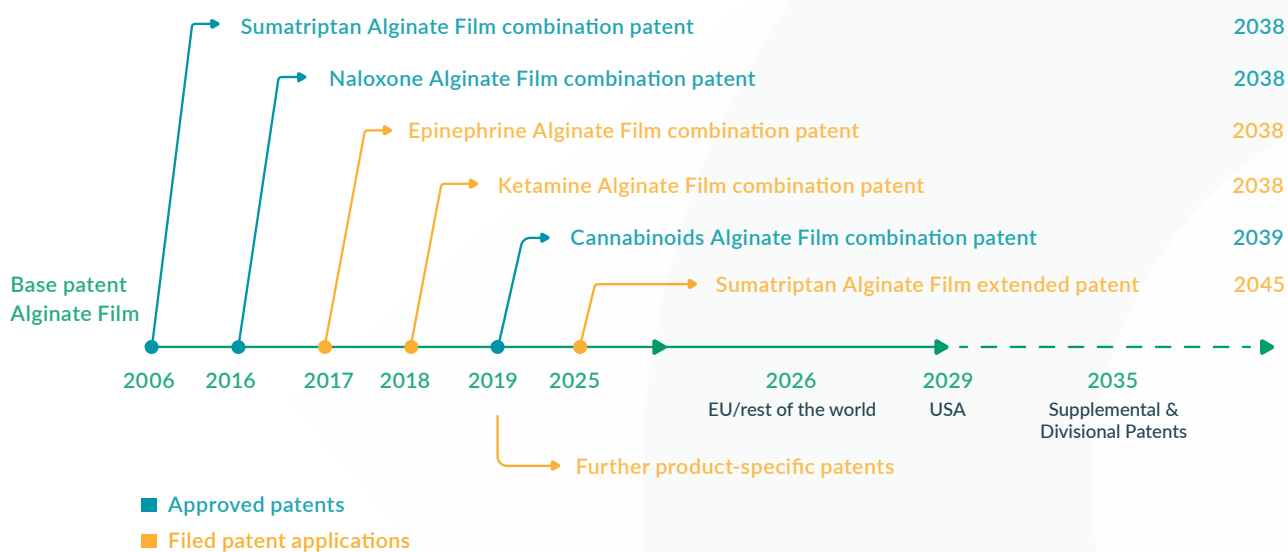 Sumatriptan Alginate Film combination patent 2038
Naloxone Alginate Film combination patent 2038
Epinephrine Alginate Film combination patent 2038
Ketamine Alginate Film combination patent 2038
Cannabinoids Alginate Film combination patent 2039
Base patent
Alginate Film
Sumatriptan Alginate Film extended patent 2045
2006 2016 2017 2018 2019 2025 2026 2029 2035
EU/rest of the world USA Supplemental &
Divisional Patents
Further product-specific patents
Approved patents
Filed patent applications